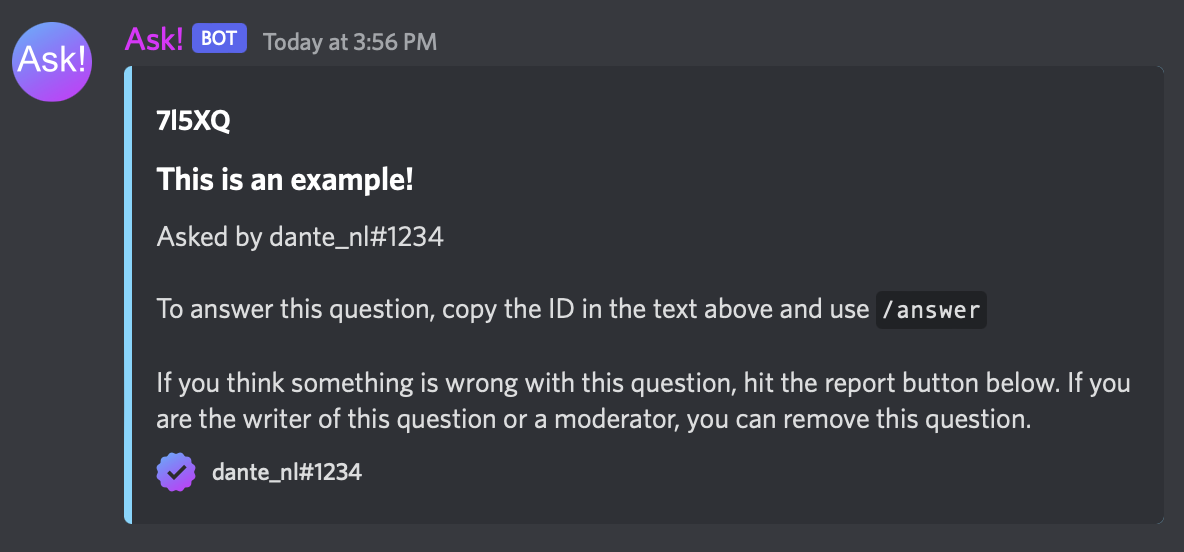 Ask!
Ask! BOT Today at 3:56 PM
7l5XQ
This is an example!
Asked by dante_nl#1234
To answer this question, copy the ID in the text above and use /answer
If you think something is wrong with this question, hit the report button below. If you
are the writer of this question or a moderator, you can remove this question.
dante_nl#1234